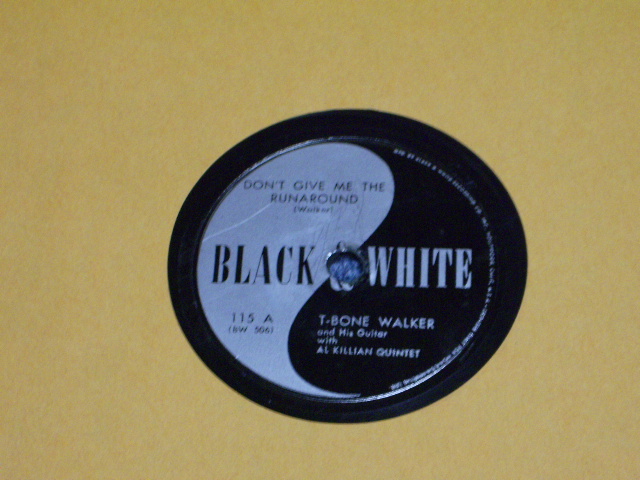 DON'T GIVE ME THE
RUNAROUND
(Walker)
BLACK & WHITE
115 A
(BW 506)
T-BONE WALKER
and His Guitar
with
AL KILLIAN QUINTET